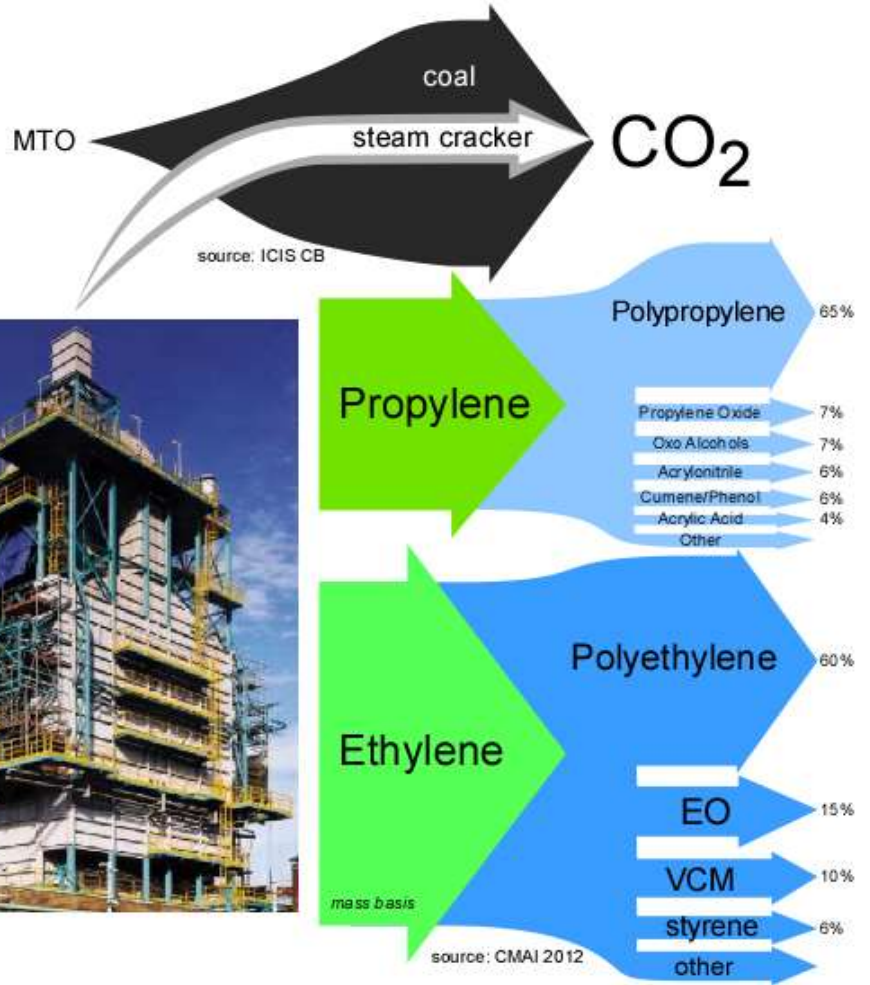 coal
MTO
steam cracker
CO2
source: ICIS CB
Polypropylene
65%
Propylene
Propylene Oxide
7%
Oxo Alcohols
7%
Acrylonitrile
6%
Cumene/Phenol
6%
Acrylic Acid
4%
Other
Polyethylene
60%
Ethylene
EO
15%
VCM
10%
mass basis
styrene
6%
source: CMAI 2012
other